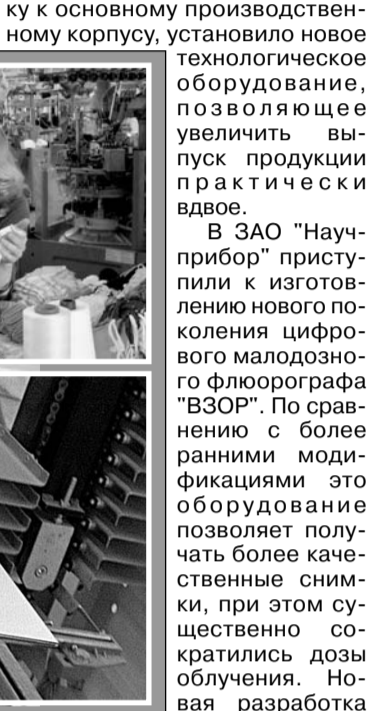 ку к основному производствен-
ному корпусу, установило новое
технологическое
оборудование,
позволяющее
увеличить вы-
пуск продукции
практически
вдвое.
В ЗАО "Науч-
прибор" присту-
пили к изготов-
лению нового по-
коления цифро-
вого малодозно-
го флюорографа
"ВЗОР". По срав-
нению с более
ранними моди-
фикациями это
оборудование
позволяет полу-
чать более каче-
ственные сним-
ки, при этом су-
щественно со-
кратились дозы
облучения. Но-
вая разработка